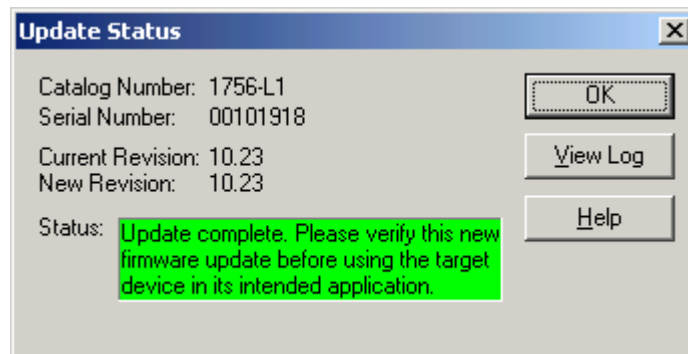 Update Status
Catalog Number: 1756-L1
Serial Number: 00101918
Current Revision: 10.23
New Revision: 10.23
Status: Update complete. Please verify this new
firmware update before using the target
device in its intended application.
OK
View Log
Help